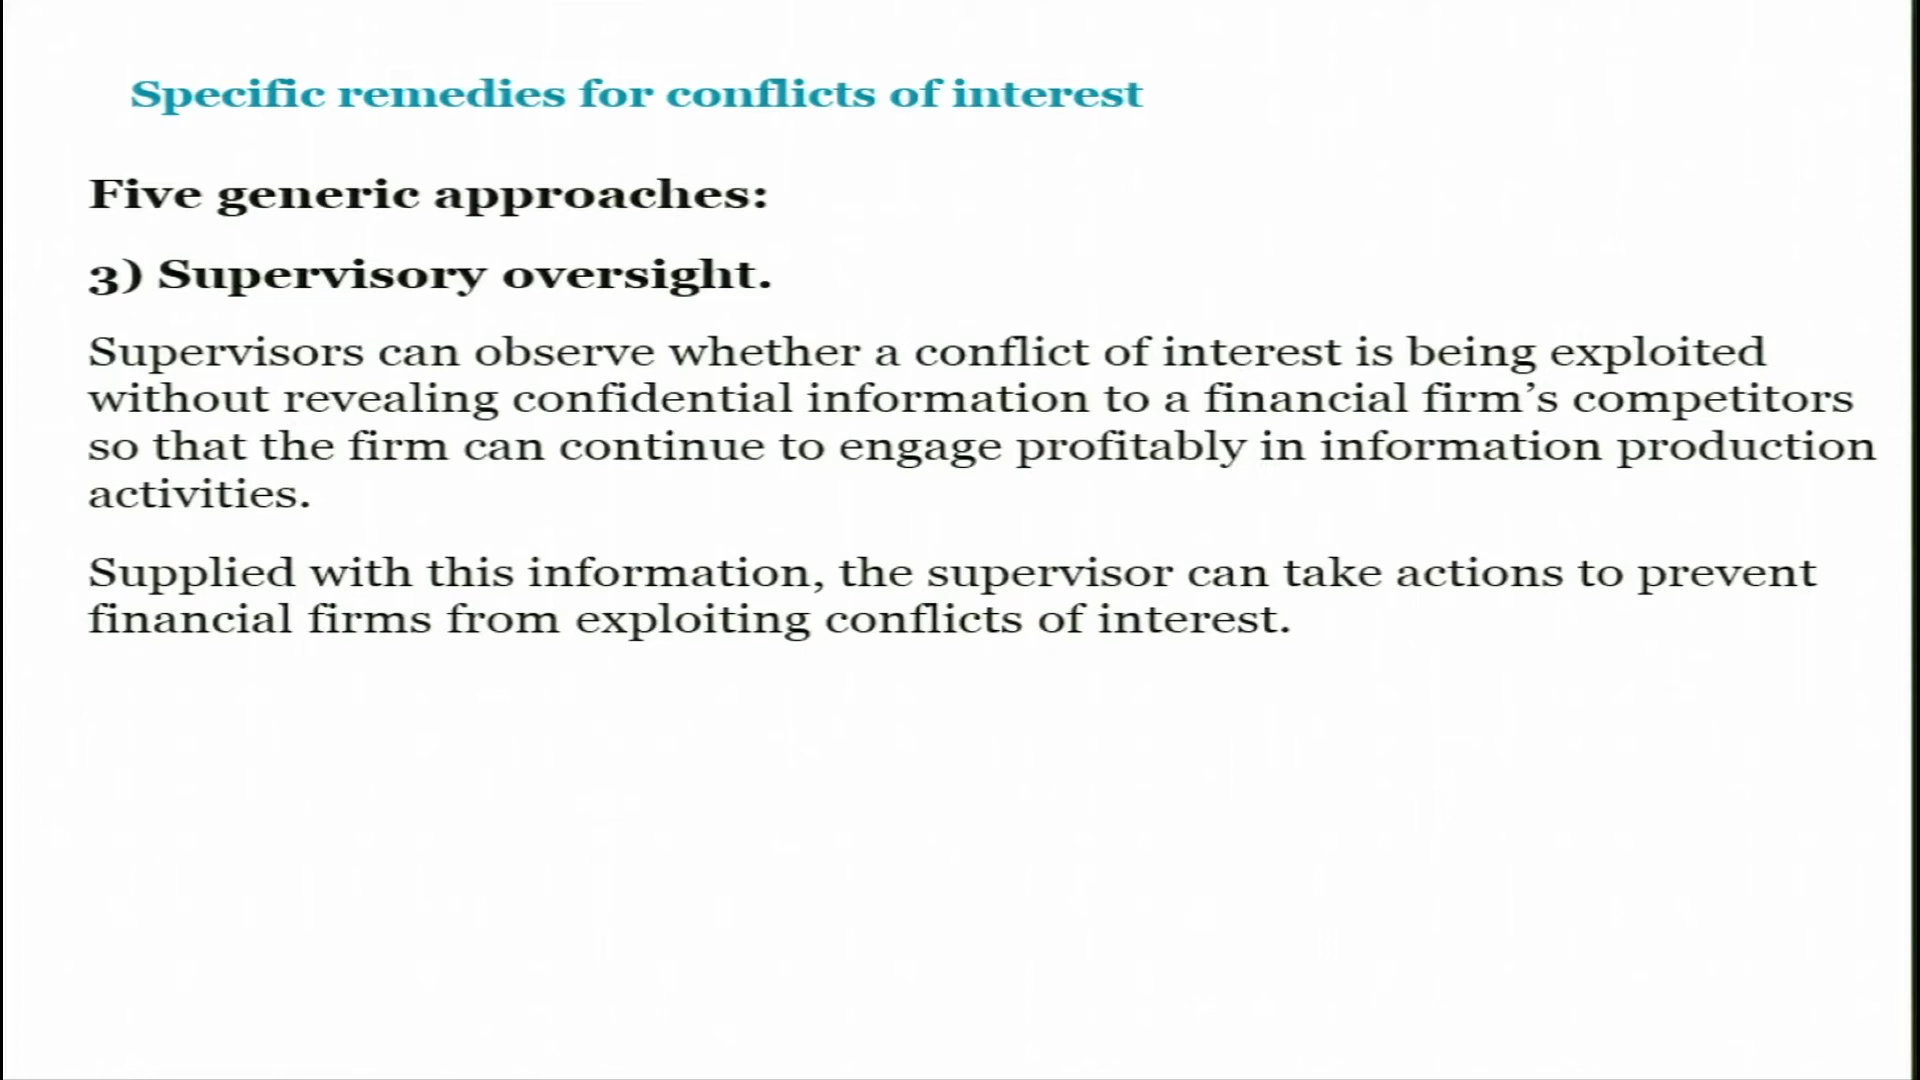 Specific remedies for conflicts of interest
Five generic approaches:
3) Supervisory oversight.
Supervisors can observe whether a conflict of interest is being exploited
without revealing confidential information to a financial firm’s competitors
so that the firm can continue to engage profitably in information production
activities.
Supplied with this information, the supervisor can take actions to prevent
financial firms from exploiting conflicts of interest.